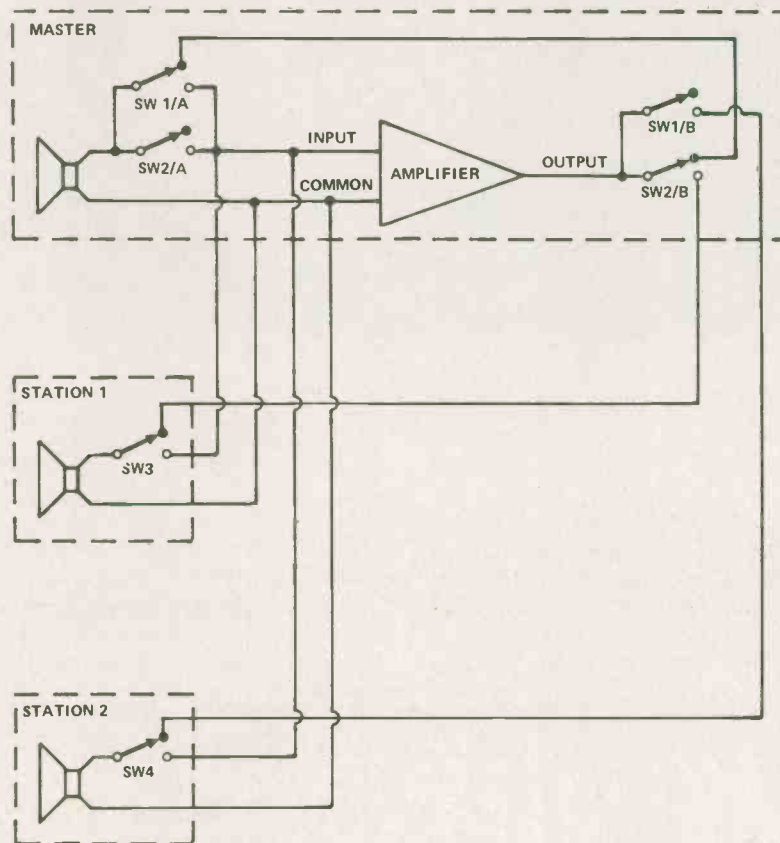 MASTER
SW 1/A
SW2/A
INPUT
COMMON
AMPLIFIER
OUTPUT
SW1/B
SW2/B
STATION 1
SW3
STATION 2
SW4